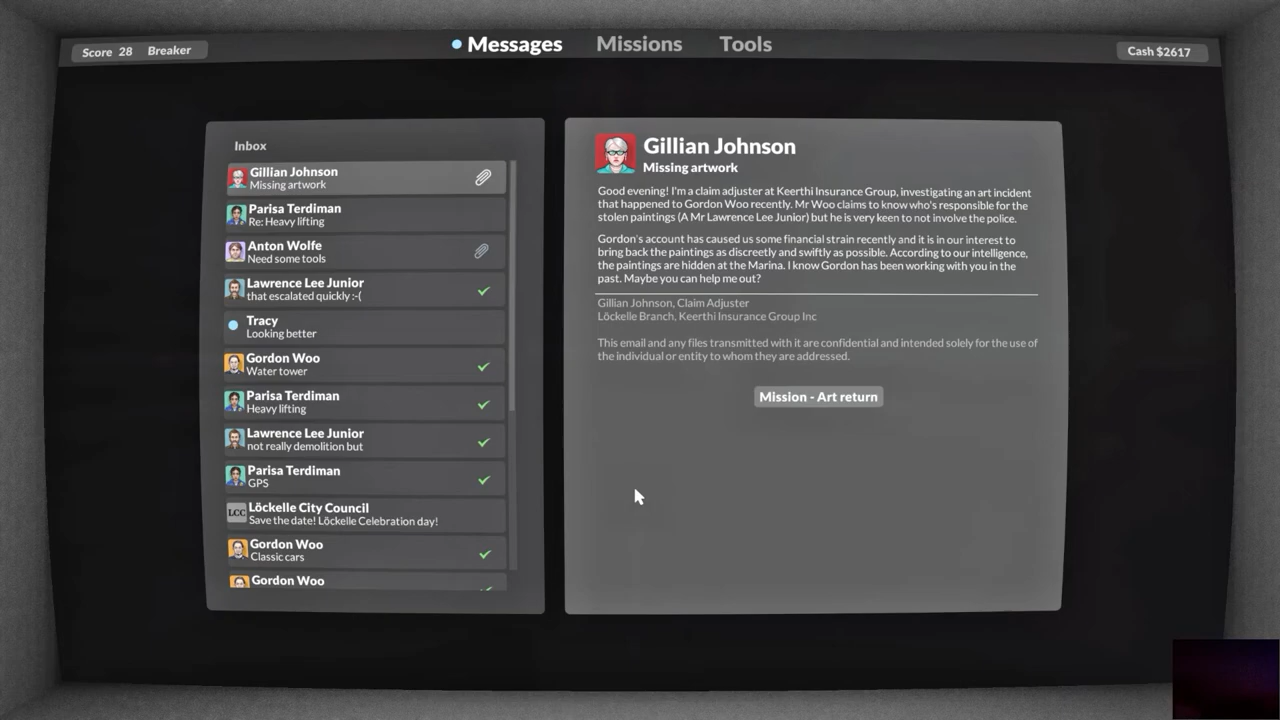 Score 28 Breaker
Messages Missions Tools
Cash $2617
Inbox
Gillian Johnson
Missing artwork
Parisa Terdiman
Re: Heavy lifting
Anton Wolfe
Need some tools
Lawrence Lee Junior
that escalated quickly :-(
Tracy
Looking better
Gordon Woo
Water tower
Parisa Terdiman
Heavy lifting
Lawrence Lee Junior
not really demolition but
Parisa Terdiman
GPS
LCC
Löckelle City Council
Save the date! Löckelle Celebration day!
Gordon Woo
Classic cars
Gordon Woo
Gillian Johnson
Missing artwork
Good evening! I'm a claim adjuster at Keerthi Insurance Group, investigating an art incident
that happened to Gordon Woo recently. Mr Woo claims to know who's responsible for the
stolen paintings (A Mr Lawrence Lee Junior) but he is very keen to not involve the police.
Gordon's account has caused us some financial strain recently and it is in our interest to
bring back the paintings as discreetly and swiftly as possible. According to our intelligence,
the paintings are hidden at the Marina. I know Gordon has been working with you in the
past. Maybe you can help me out?
Gillian Johnson, Claim Adjuster
Löckelle Branch, Keerthi Insurance Group Inc
This email and any files transmitted with it are confidential and intended solely for the use of
the individual or entity to whom they are addressed.
Mission - Art return